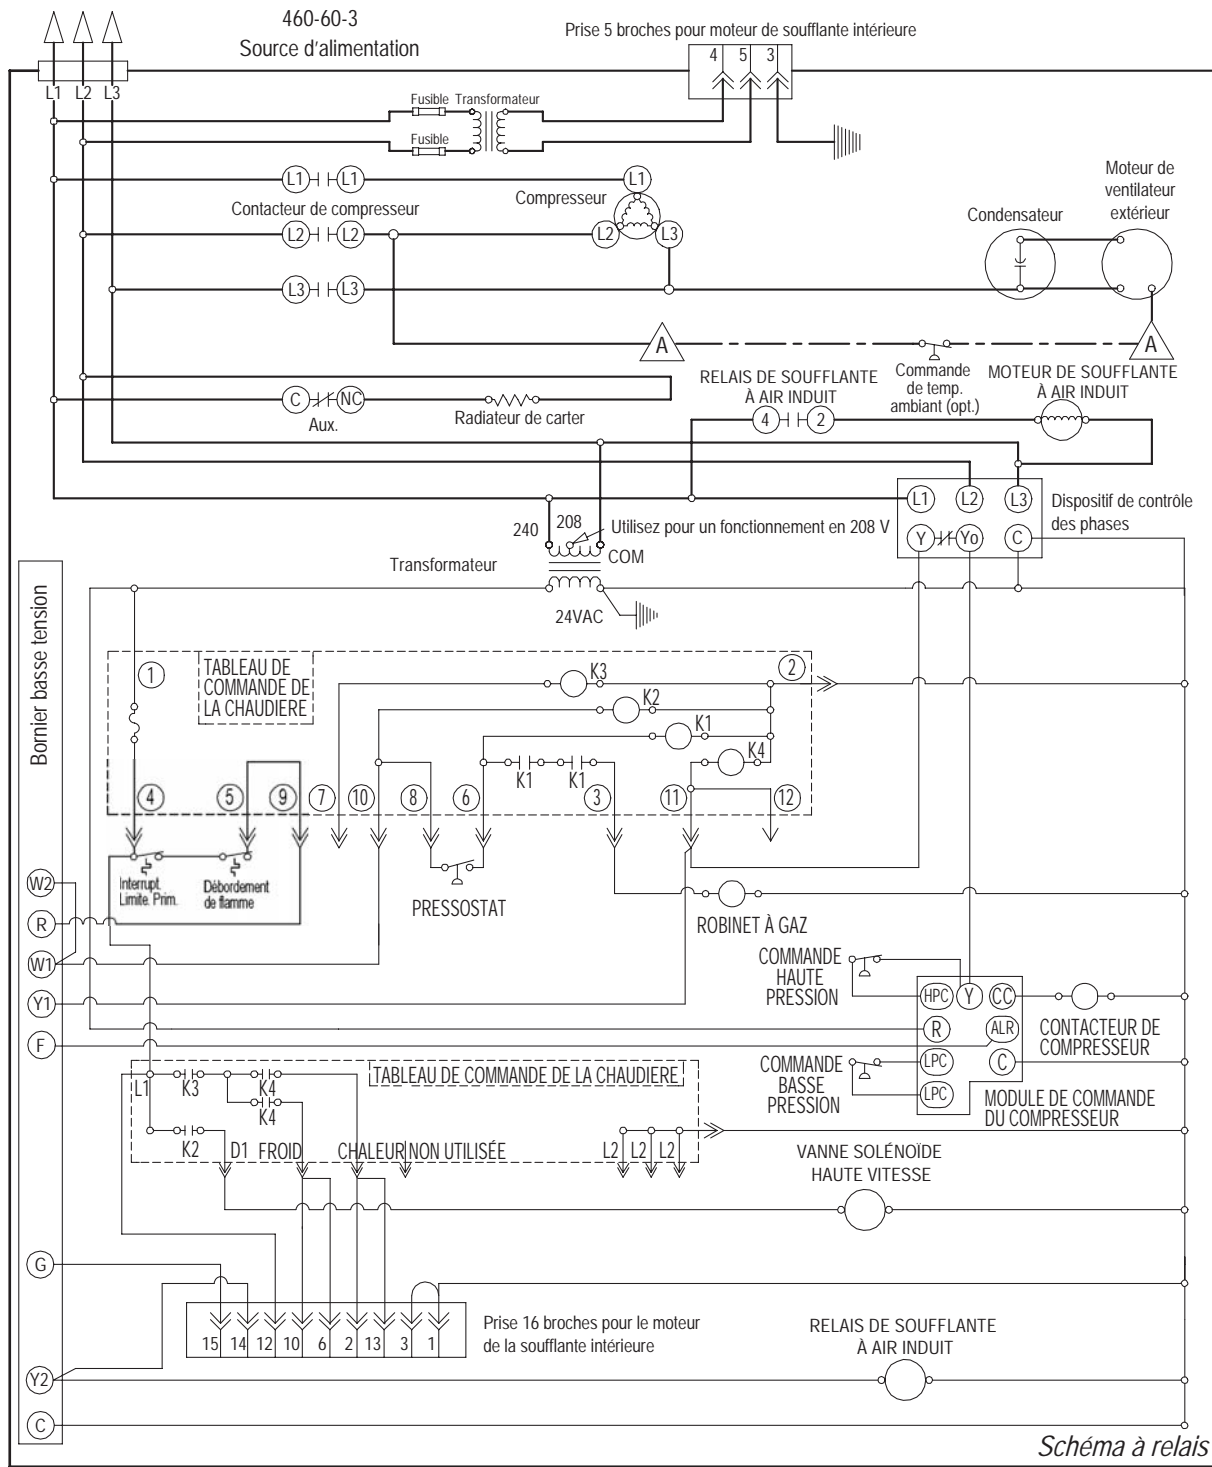 460-60-3
Source d'alimentation
Prise 5 broches pour moteur de soufflante intérieure
4 5 3
L1 L2 L3
Fusible Transformateur
Fusible
L1 L1 L1
Compresseur
Contacteur de compresseur
L2 L2 L2 L3
L3 L3
Condensateur
Moteur de
ventilateur
extérieur
A A
Commande
de temp.
ambiant (opt.)
RELAIS DE SOUFFLANTE
À AIR INDUIT
MOTEUR DE SOUFFLANTE
À AIR INDUIT
C NC
Aux.
Radiateur de carter
4 2
L1 L2 L3
Y Yo C
Dispositif de contrôle
des phases
240 208
Utilisez pour un fonctionnement en 208 V
COM
Transformateur
24VAC
Bornier basse tension
TABLEAU DE
COMMANDE DE
LA CHAUDIERE
1 K3 2
K2
K1
K4
K1 K1
4 5 9 7 10 8 6 3 11 12
Interrupt.
Limite. Prim.
Débordement
de flamme
PRESSOSTAT
ROBINET À GAZ
W2
R
W1
Y1
F
COMMANDE
HAUTE
PRESSION
HPC Y CC
R ALR
LPC C
LPC
CONTACTEUR DE
COMPRESSEUR
COMMANDE
BASSE
PRESSION
MODULE DE COMMANDE
DU COMPRESSEUR
TABLEAU DE COMMANDE DE LA CHAUDIERE
L1 K3 K4
K4
K2 D1 FROID CHALEUR NON UTILISÉE L2 L2 L2
VANNE SOLÉNOÏDE
HAUTE VITESSE
G
15 14 12 10 6 2 13 3 1
Prise 16 broches pour le moteur
de la soufflante intérieure
RELAIS DE SOUFFLANTE
À AIR INDUIT
Y2
C
Schéma à relais